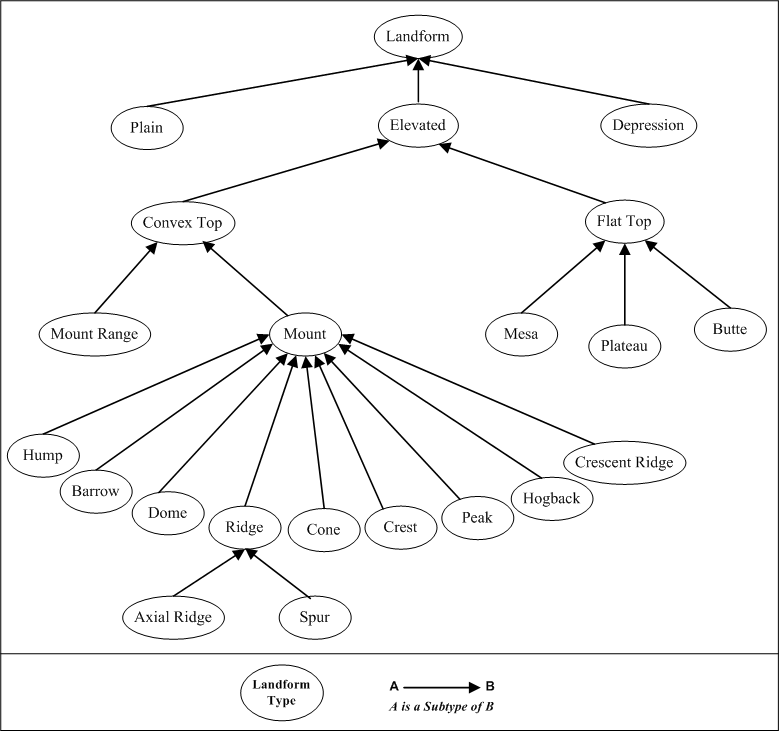 Landform
Plain
Elevated
Depression
Convex Top
Flat Top
Mount Range
Mount
Mesa
Plateau
Butte
Hump
Barrow
Dome
Ridge
Cone
Crest
Peak
Hogback
Crescent Ridge
Axial Ridge
Spur
Landform
Type
A B
A is a Subtype of B